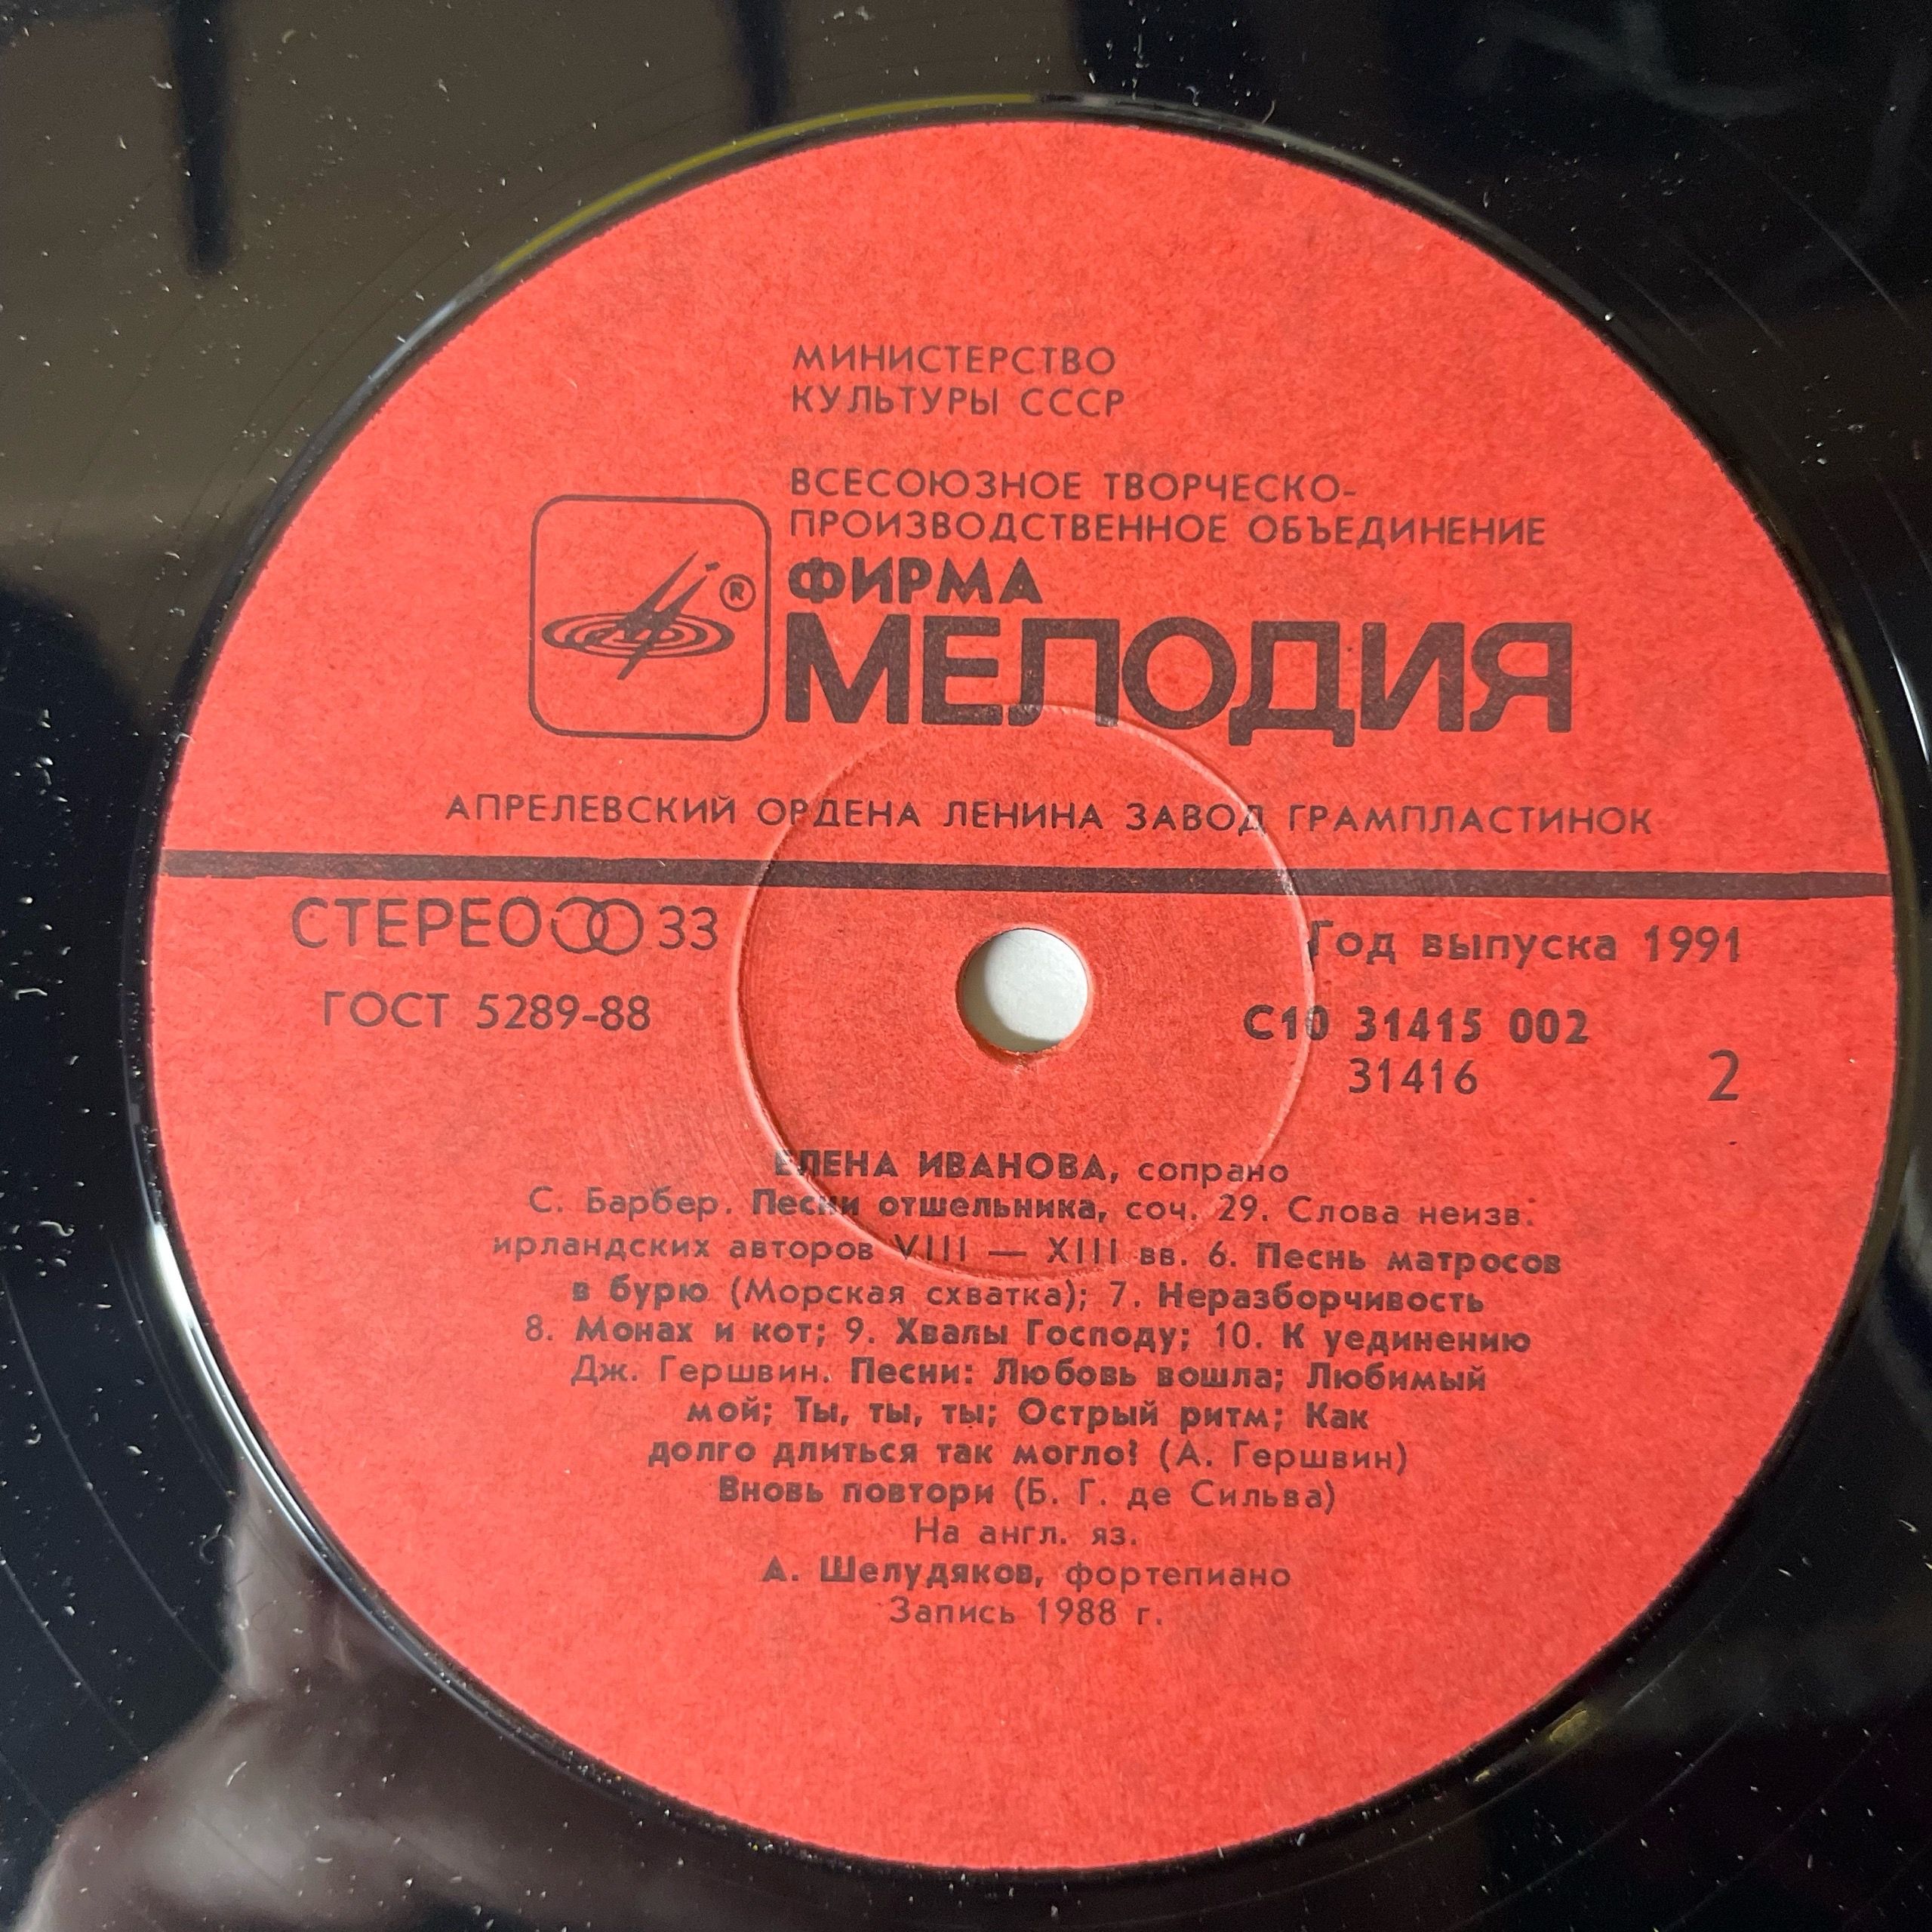 МИНИСТЕРСТВО
КУЛЬТУРЫ СССР
ВСЕСОЮЗНОЕ ТВОРЧЕСКО-
ПРОИЗВОДСТВЕННОЕ ОБЪЕДИНЕНИЕ
ФИРМА
®
МЕЛОДИЯ
АПРЕЛЕВСКИЙ ОРДЕНА ЛЕНИНА ЗАВОД ГРАМПЛАСТИНОК
СТЕРЕО 33
Год выпуска 1991
ГОСТ 5289-88
С10 31415 002
31416
2
ЕЛЕНА ИВАНОВА, сопрано
С. Барбер. Песни отшельника, соч. 29. Слова неизв.
ирландских авторов VIII — XIII вв. 6. Песнь матросов
в бурю (Морская схватка); 7. Неразборчивость
8. Монах и кот; 9. Хвалы Господу; 10. К уединению
Дж. Гершвин. Песни: Любовь вошла; Любимый
мой; Ты, ты, ты; Острый ритм; Как
долго длиться так могло? (А. Гершвин)
Вновь повтори (Б. Г. де Сильва)
На англ. яз.
А. Шелудяков, фортепиано
Запись 1988 г.